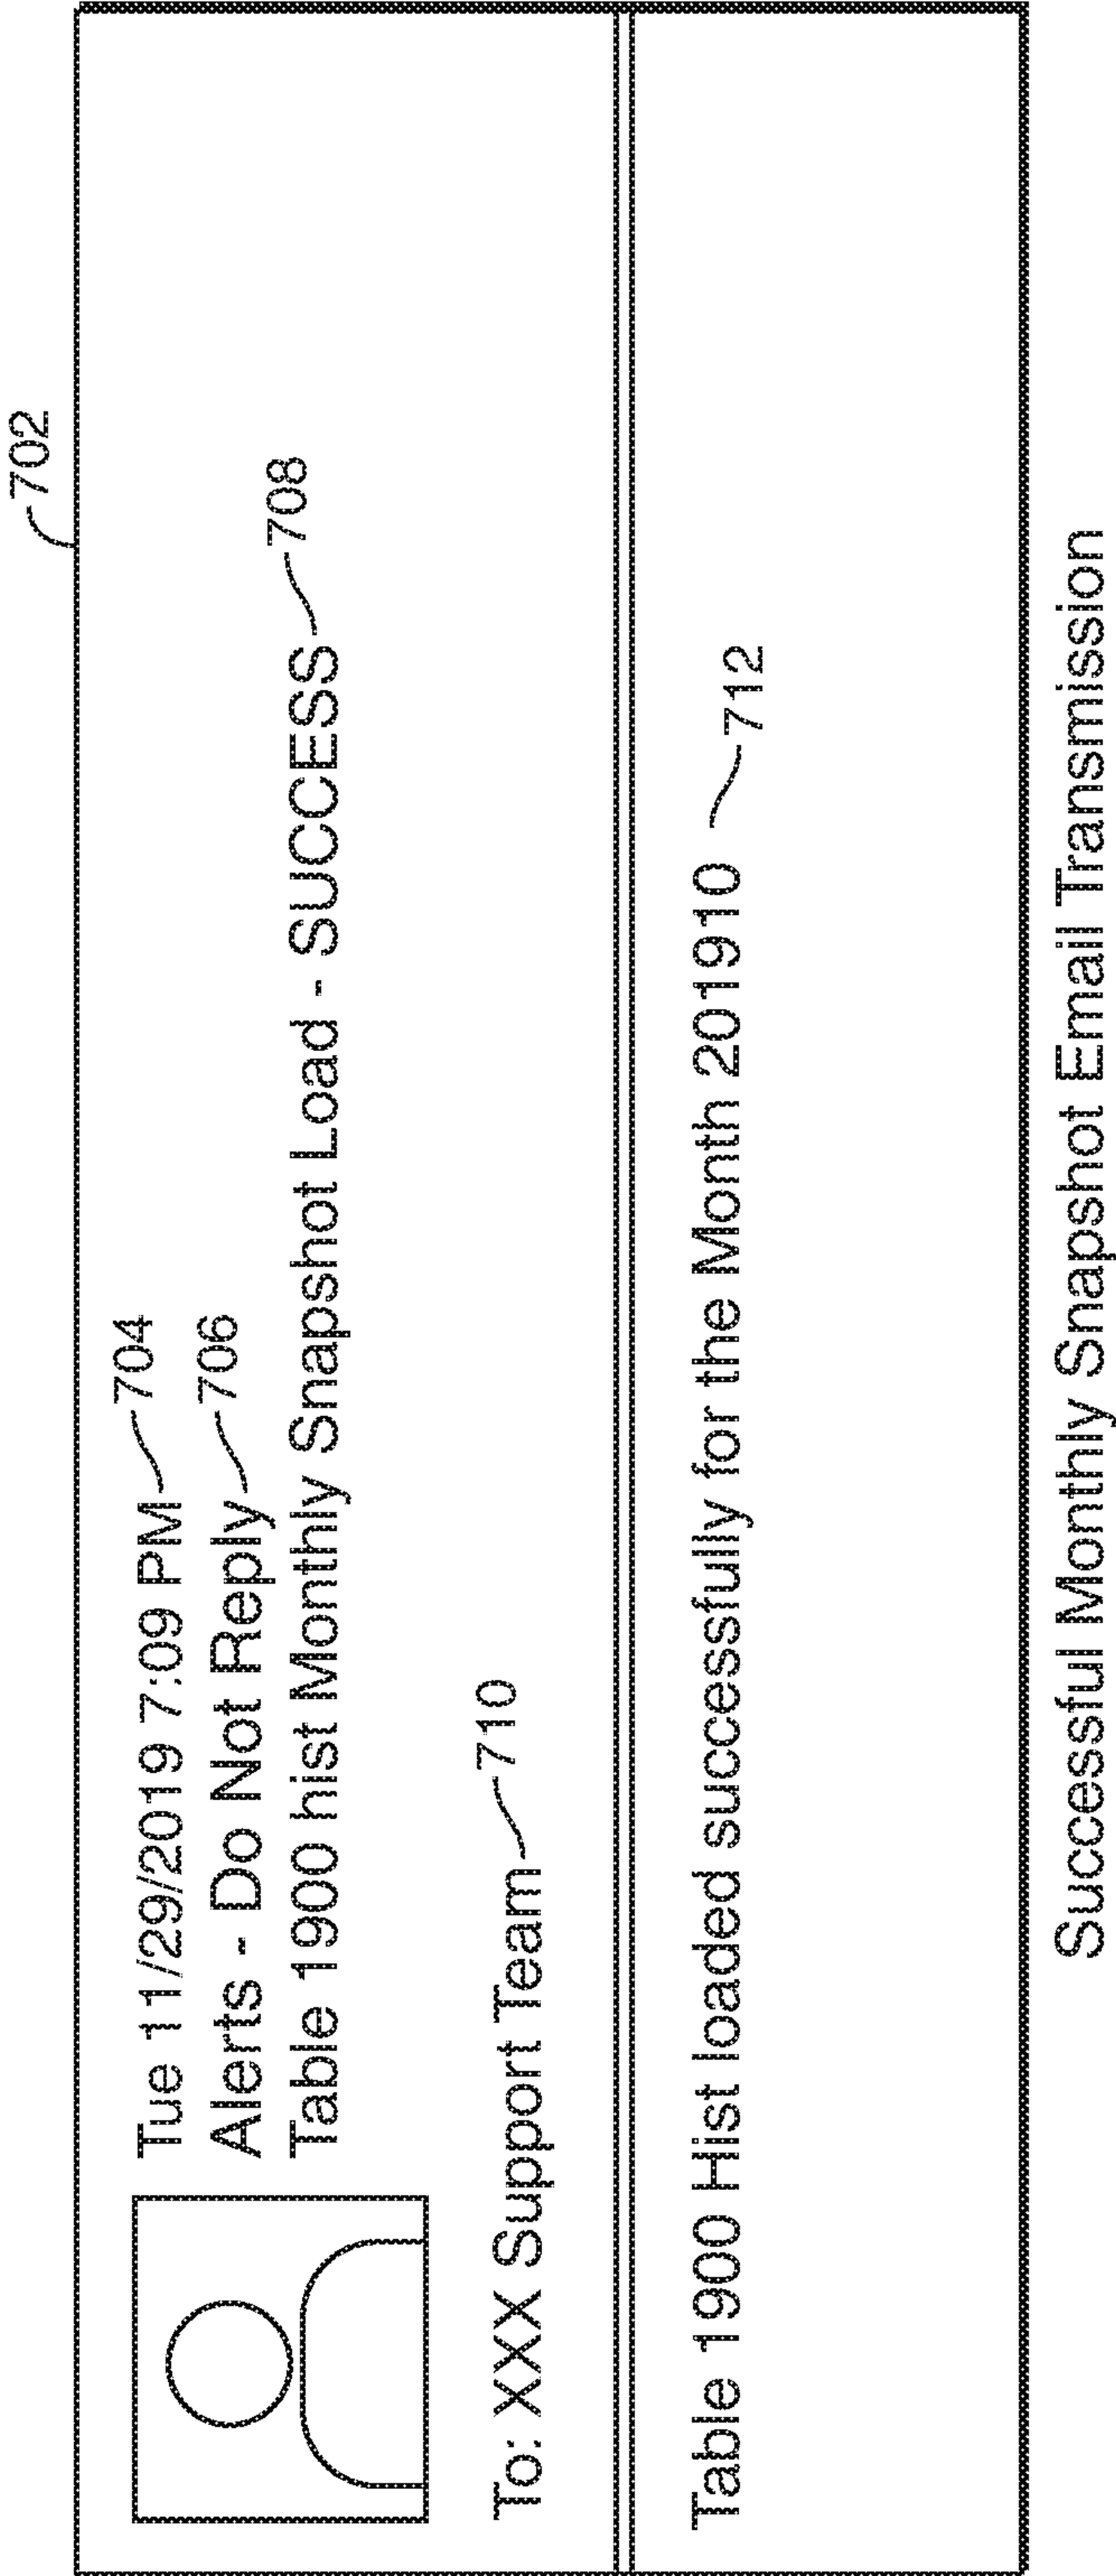 702
Tue 11/29/2019 7:09 PM 704
Alerts - Do Not Reply 706
Table 1900 hist Monthly Snapshot Load - SUCCESS 708
To: XXX Support Team 710
Table 1900 Hist loaded successfully for the Month 201910 712
Successful Monthly Snapshot Email Transmission